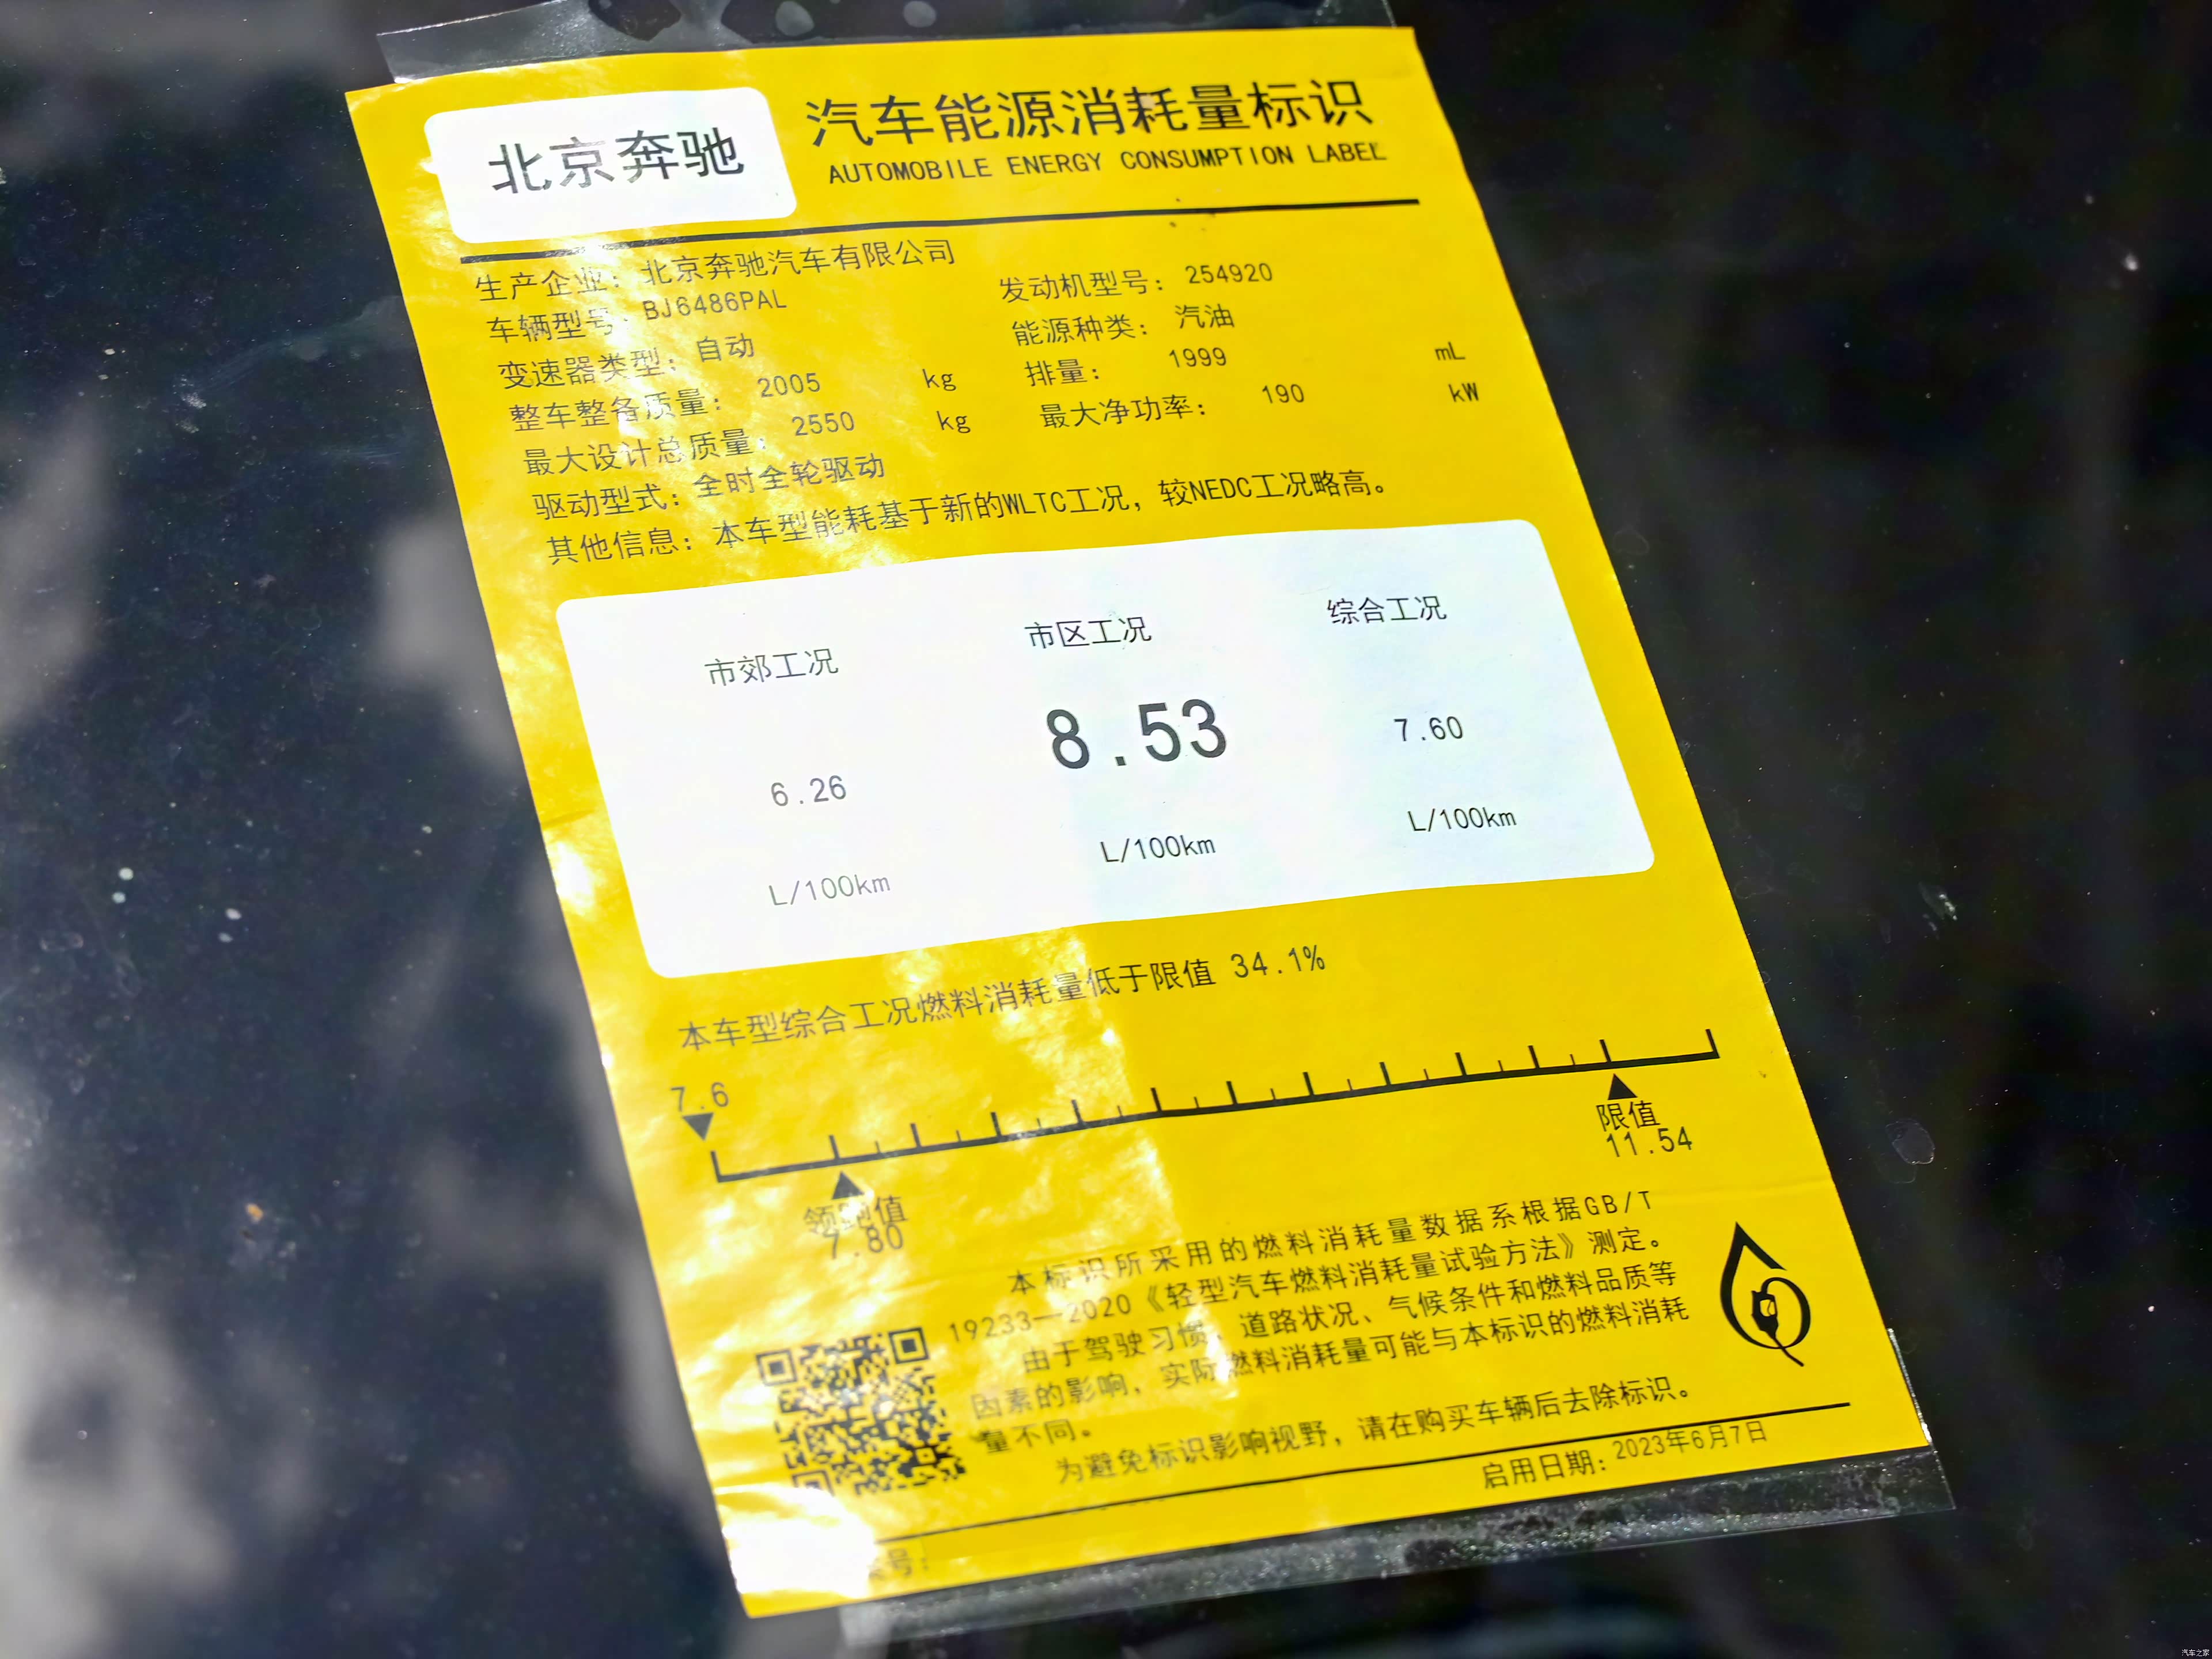 北京奔驰
汽车能源消耗量标识
AUTOMOBILE ENERGY CONSUMPTION LABEL
生产企业：北京奔驰汽车有限公司
车辆型号：BJ6486PAL
发动机型号：254920
变速器类型：自动
能源种类：汽油
整车整备质量：2005 kg
排量：1999 mL
最大设计总质量：2550 kg
最大净功率：190 kW
驱动型式：全时全轮驱动
其他信息：本车型能耗基于新的WLTC工况，较NEDC工况略高。
市郊工况 市区工况 综合工况
6.26 8.53 7.60
L/100km L/100km L/100km
本车型综合工况燃料消耗量低于限值 34.1%
7.6
限值
11.54
领跑值
7.80
本标识所采用的燃料消耗量数据系根据GB/T
19233—2020《轻型汽车燃料消耗量试验方法》测定。
由于驾驶习惯、道路状况、气候条件和燃料品质等
因素的影响，实际燃料消耗量可能与本标识的燃料消耗
量不同。
为避免标识影响视野，请在购买车辆后去除标识。
启用日期：2023年6月7日
号：
汽车之家